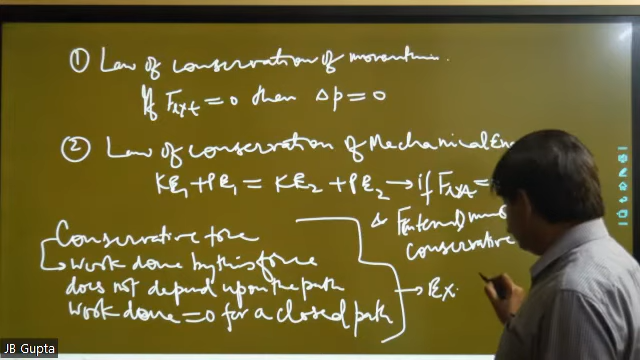 ① Law of conservation of momentum.
If Fext = 0 then Δp = 0
② Law of conservation of Mechanical En
KE1 + PE1 = KE2 + PE2 → if Fext =
& Finternal mus
conservative
Conservative force
→ work done by this force
does not depend upon the path
work done = 0 for a closed path
→ Ex.
JB Gupta